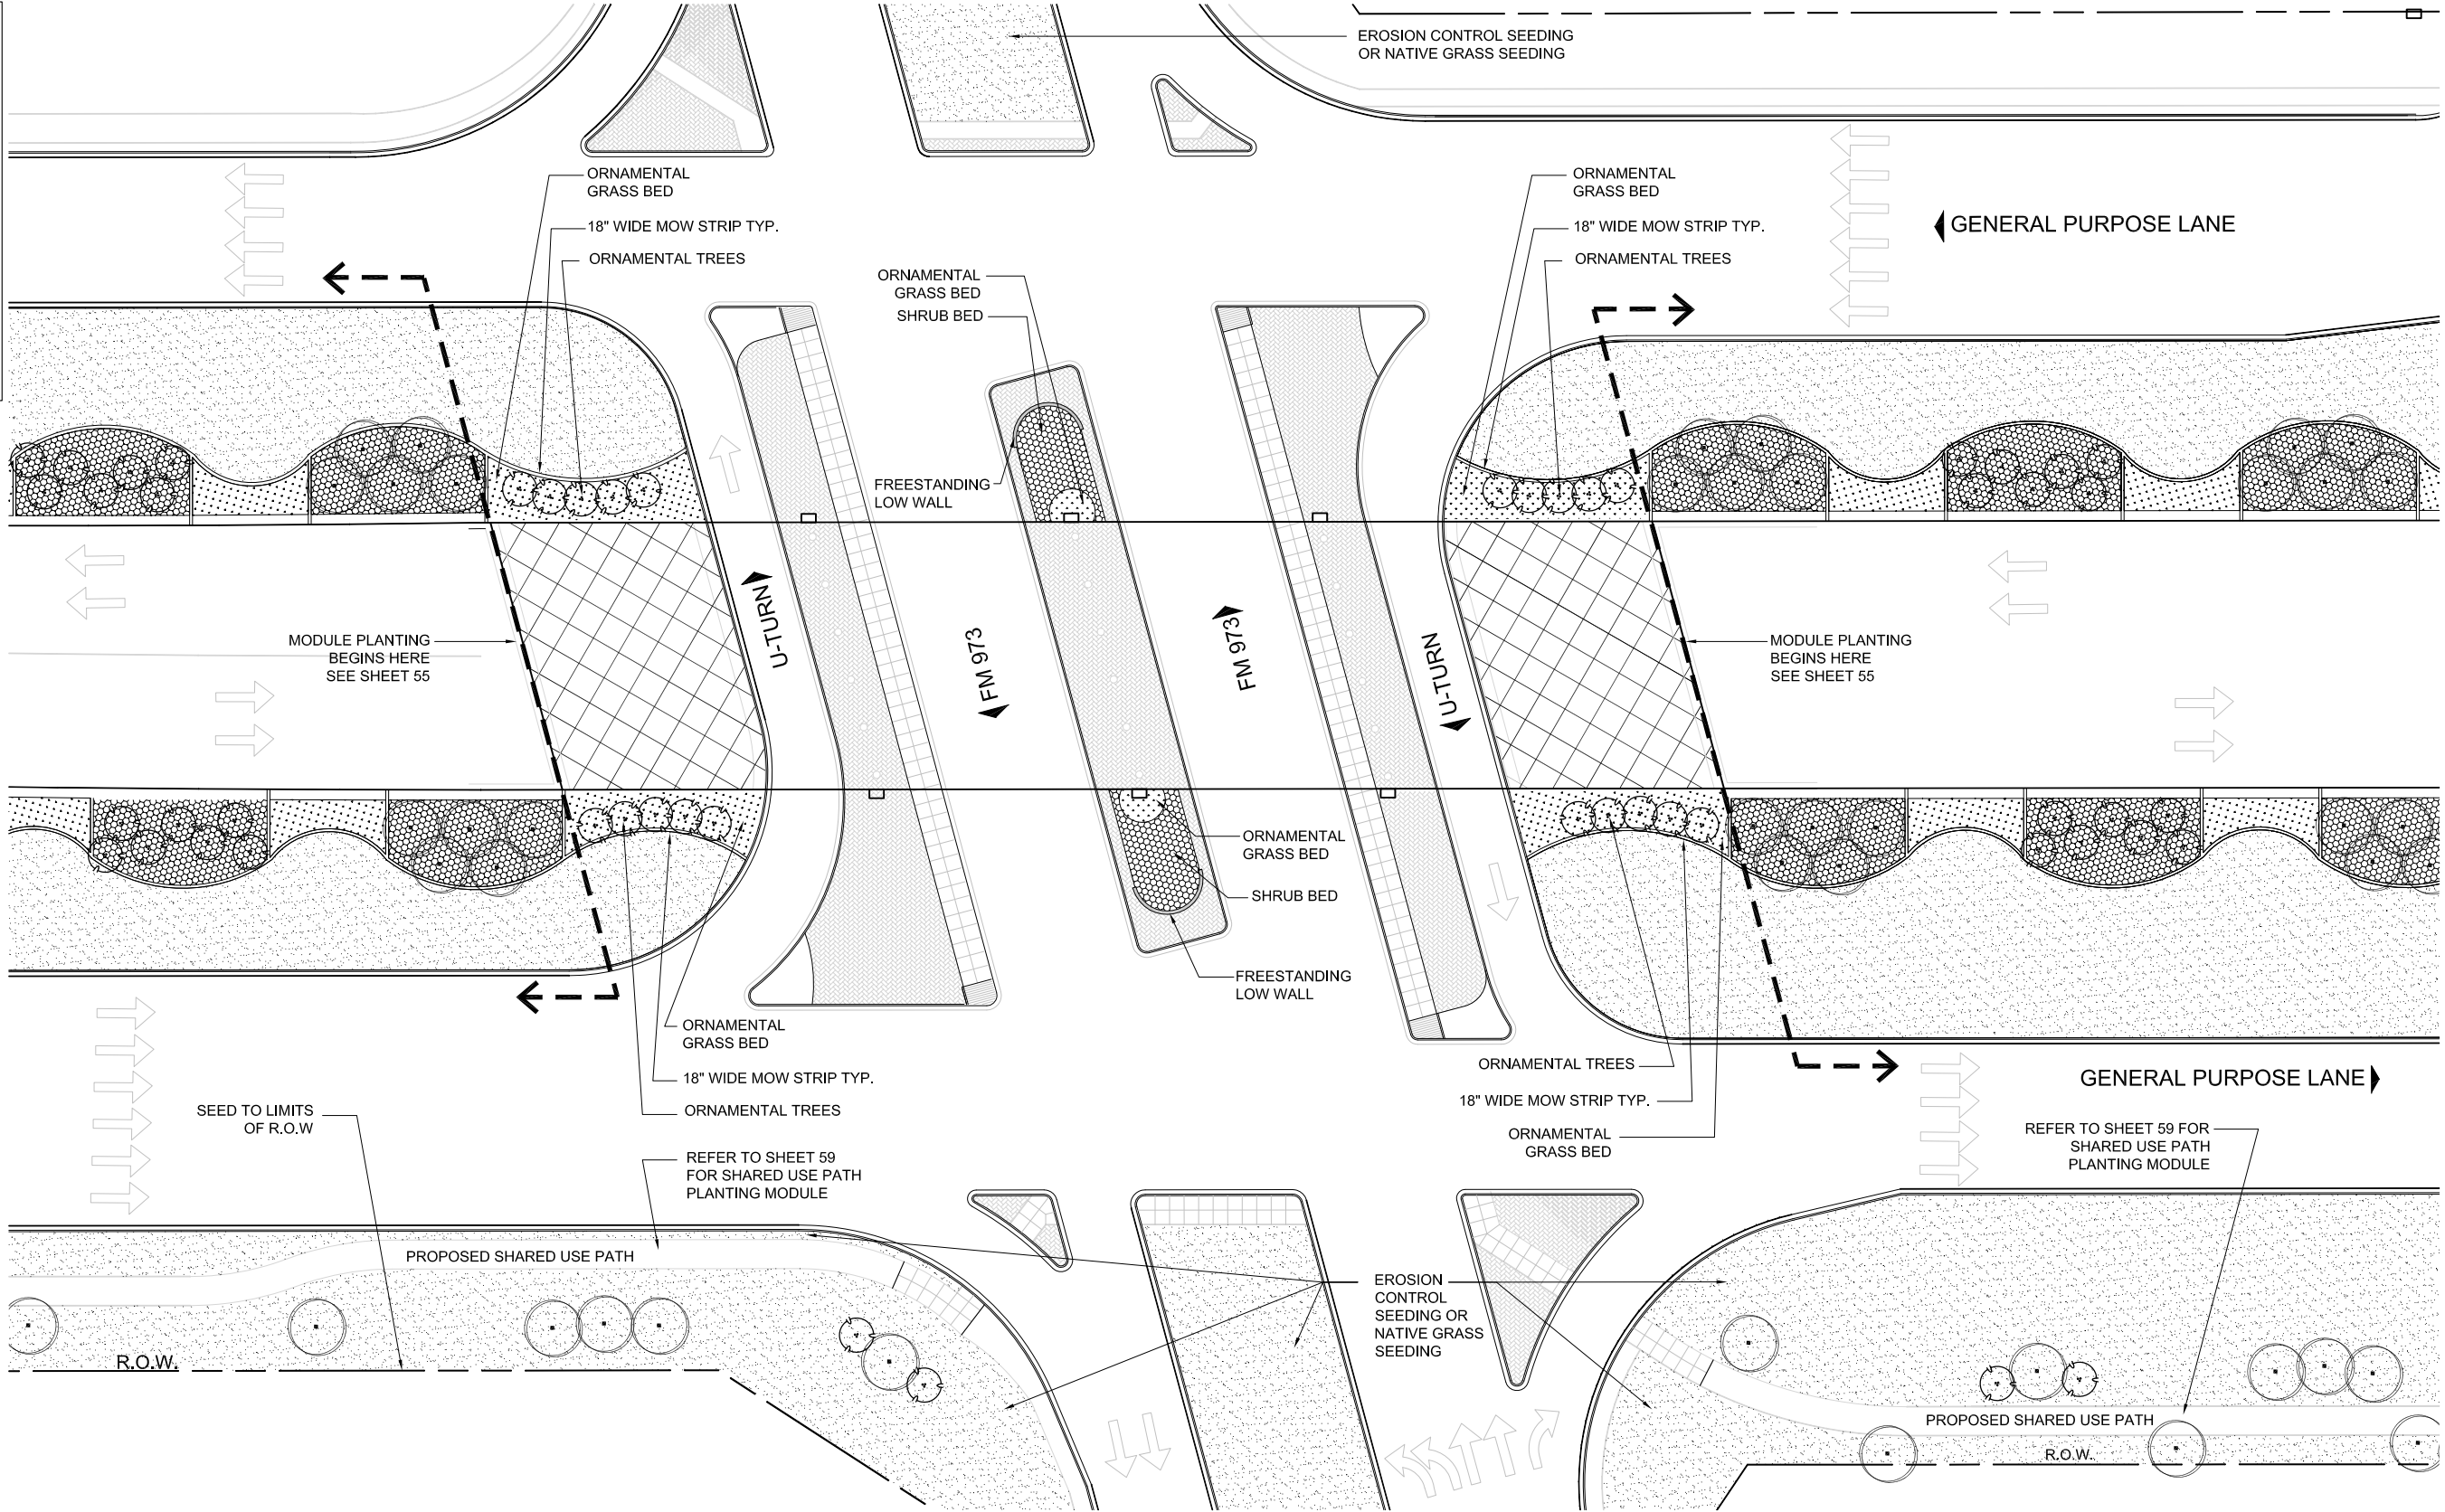 EROSION CONTROL SEEDING
OR NATIVE GRASS SEEDING
ORNAMENTAL
GRASS BED
18" WIDE MOW STRIP TYP.
ORNAMENTAL TREES
ORNAMENTAL
GRASS BED
SHRUB BED
ORNAMENTAL
GRASS BED
18" WIDE MOW STRIP TYP.
ORNAMENTAL TREES
GENERAL PURPOSE LANE
FREESTANDING
LOW WALL
MODULE PLANTING
BEGINS HERE
SEE SHEET 55
U-TURN
FM 973
FM 973
U-TURN
MODULE PLANTING
BEGINS HERE
SEE SHEET 55
ORNAMENTAL
GRASS BED
SHRUB BED
FREESTANDING
LOW WALL
ORNAMENTAL
GRASS BED
18" WIDE MOW STRIP TYP.
ORNAMENTAL TREES
ORNAMENTAL TREES
18" WIDE MOW STRIP TYP.
ORNAMENTAL
GRASS BED
GENERAL PURPOSE LANE
SEED TO LIMITS
OF R.O.W
REFER TO SHEET 59
FOR SHARED USE PATH
PLANTING MODULE
REFER TO SHEET 59 FOR
SHARED USE PATH
PLANTING MODULE
PROPOSED SHARED USE PATH
EROSION
CONTROL
SEEDING OR
NATIVE GRASS
SEEDING
R.O.W.
PROPOSED SHARED USE PATH
R.O.W.